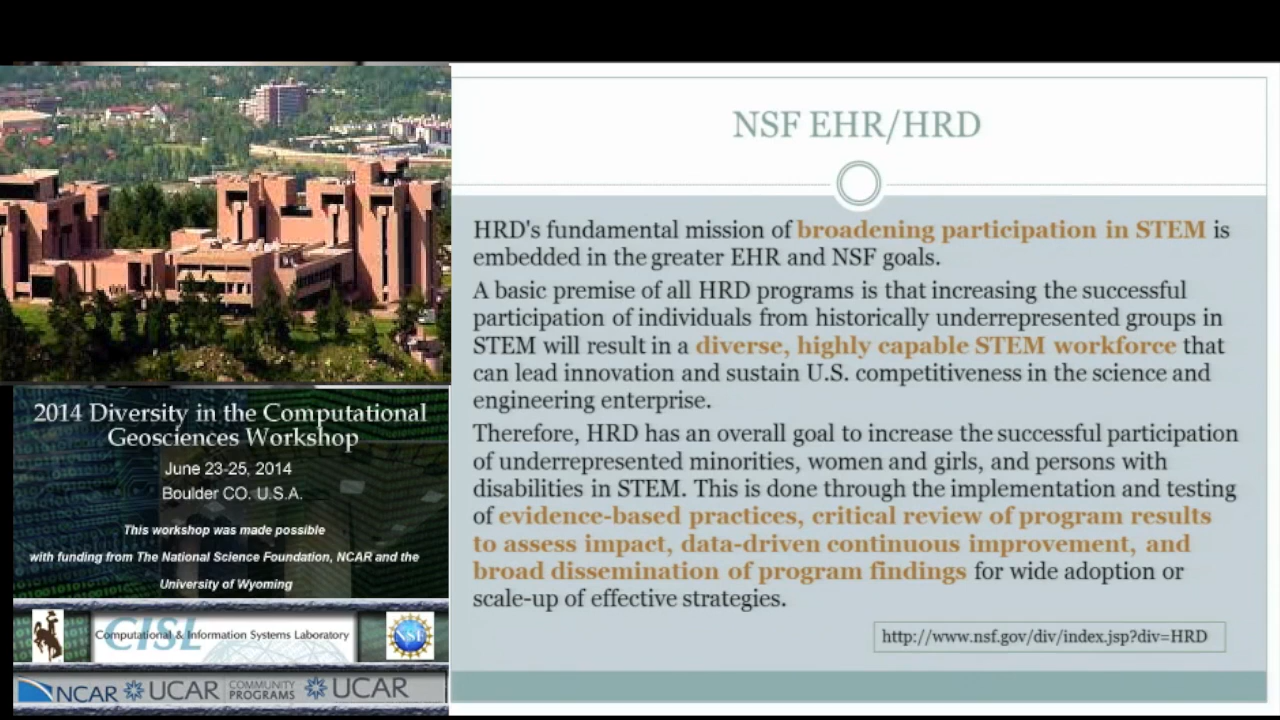 NSF EHR/HRD
HRD's fundamental mission of broadening participation in STEM is
embedded in the greater EHR and NSF goals.
A basic premise of all HRD programs is that increasing the successful
participation of individuals from historically underrepresented groups in
STEM will result in a diverse, highly capable STEM workforce that
can lead innovation and sustain U.S. competitiveness in the science and
engineering enterprise.
Therefore, HRD has an overall goal to increase the successful participation
of underrepresented minorities, women and girls, and persons with
disabilities in STEM. This is done through the implementation and testing
of evidence-based practices, critical review of program results
to assess impact, data-driven continuous improvement, and
broad dissemination of program findings for wide adoption or
scale-up of effective strategies.
http://www.nsf.gov/div/index.jsp?div=HRD
2014 Diversity in the Computational
Geosciences Workshop
June 23-25, 2014
Boulder CO. U.S.A.
This workshop was made possible
with funding from The National Science Foundation, NCAR and the
University of Wyoming
CISL
Computational & Information Systems Laboratory
NSF
NCAR UCAR COMMUNITY PROGRAMS UCAR